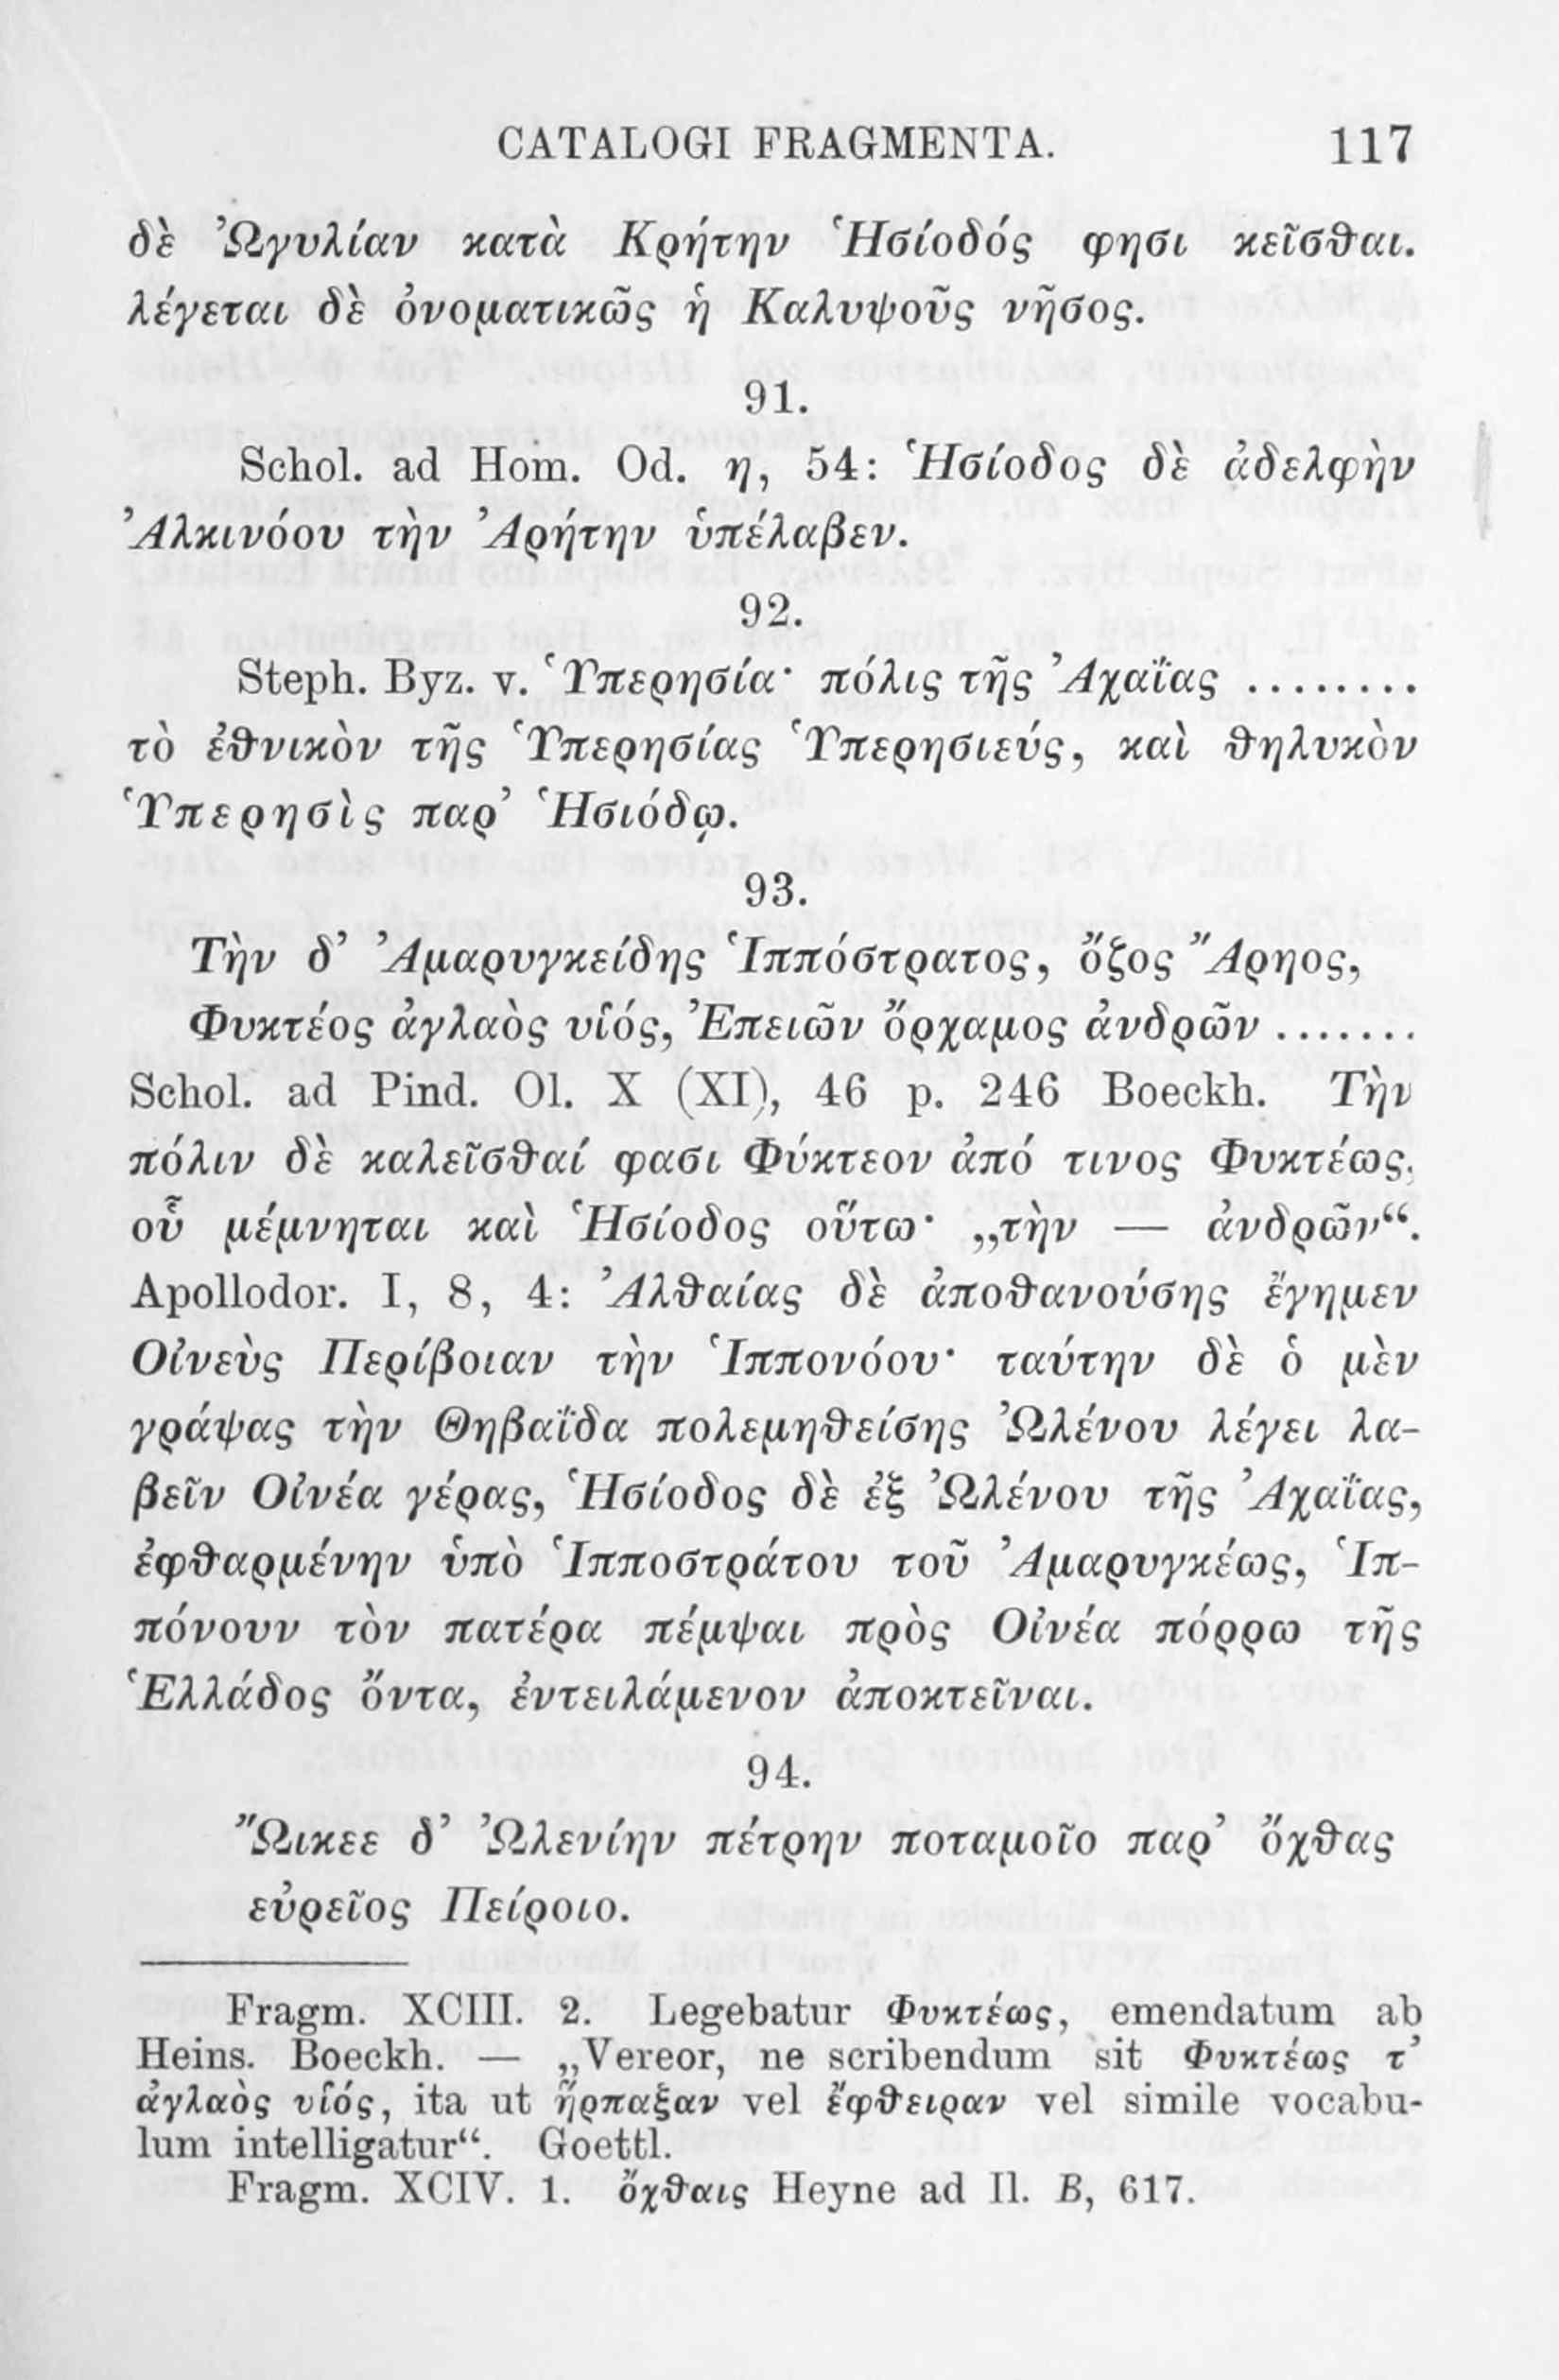 CATALOGI FRAGMENTA. 117
δὲ Ὠγυλίαν κατὰ Κρήτην Ἡσίοδός φησι κεῖσθαι.
λέγεται δὲ ὀνοματικῶς ἡ Καλυψοῦς νῆσος.
91.
Schol. ad Hom. Od. η, 54: Ἡσίοδος δὲ ἀδελφὴν
Ἀλκινόου τὴν Ἀρήτην ὑπέλαβεν.
92.
Steph. Byz. v. Ὑπερησία· πόλις τῆς Ἀχαΐας ........
τὸ ἐθνικὸν τῆς Ὑπερησίας Ὑπερησιεύς, καὶ θηλυκὸν
Ὑπερησὶς παρ’ Ἡσιόδῳ.
93.
Τὴν δ’ Ἀμαρυγκείδης Ἱππόστρατος, ὄζος Ἄρηος,
Φυκτέος ἀγλαὸς υἱός, Ἐπειῶν ὄρχαμος ἀνδρῶν .......
Schol. ad Pind. Ol. X (XI), 46 p. 246 Boeckh. Τὴν
πόλιν δὲ καλεῖσθαί φασι Φύκτεον ἀπό τινος Φυκτέως,
οὗ μέμνηται καὶ Ἡσίοδος οὕτω· „τὴν — ἀνδρῶν“.
Apollodor. I, 8, 4: Ἀλθαίας δὲ ἀποθανούσης ἔγημεν
Οἰνεὺς Περίβοιαν τὴν Ἱππονόου· ταύτην δὲ ὁ μὲν
γράψας τὴν Θηβαΐδα πολεμηθείσης Ὠλένου λέγει λα-
βεῖν Οἰνέα γέρας, Ἡσίοδος δὲ ἐξ Ὠλένου τῆς Ἀχαΐας,
ἐφθαρμένην ὑπὸ Ἱπποστράτου τοῦ Ἀμαρυγκέως, Ἱπ-
πόνουν τὸν πατέρα πέμψαι πρὸς Οἰνέα πόρρω τῆς
Ἑλλάδος ὄντα, ἐντειλάμενον ἀποκτεῖναι.
94.
Ὤικεε δ’ Ὠλενίην πέτρην ποταμοῖο παρ’ ὄχθας
εὐρεῖος Πείροιο.
Fragm. XCIII. 2. Legebatur Φυκτέως, emendatum ab
Heins. Boeckh. — „Vereor, ne scribendum sit Φυκτέως τ’
ἀγλαὸς υἱός, ita ut ἥρπαξαν vel ἔφθειραν vel simile vocabu-
lum intelligatur“. Goettl.
Fragm. XCIV. 1. ὄχθαις Heyne ad Il. B, 617.